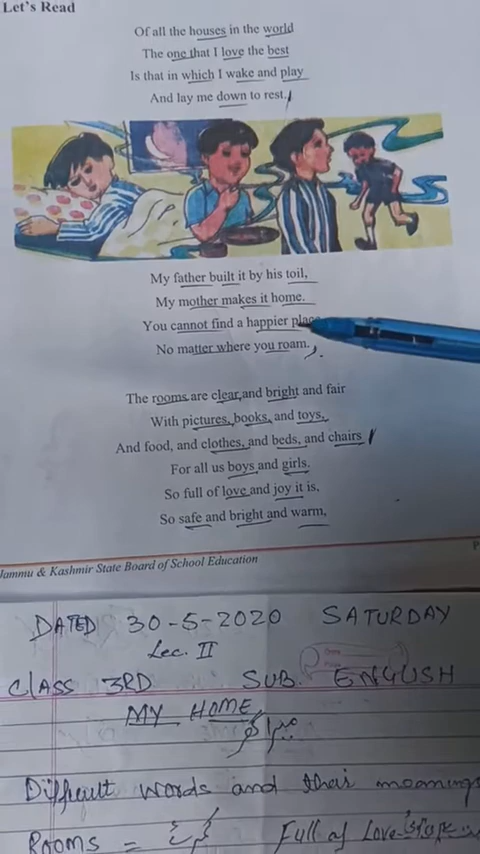 Let's Read
Of all the houses in the world
The one that I love the best
Is that in which I wake and play
And lay me down to rest.
My father built it by his toil,
My mother makes it home.
You cannot find a happier place
No matter where you roam.
The rooms are clear, and bright and fair
With pictures, books, and toys,
And food, and clothes, and beds, and chairs
For all us boys and girls.
So full of love and joy it is,
So safe and bright and warm,
Jammu & Kashmir State Board of School Education
DATED 30-5-2020 SATURDAY
Lec. II
CLASS 3RD SUB. ENGLISH
MY HOME
میرا گھر
Difficult words and their meanings
ROOMS = کمرے Full of Love